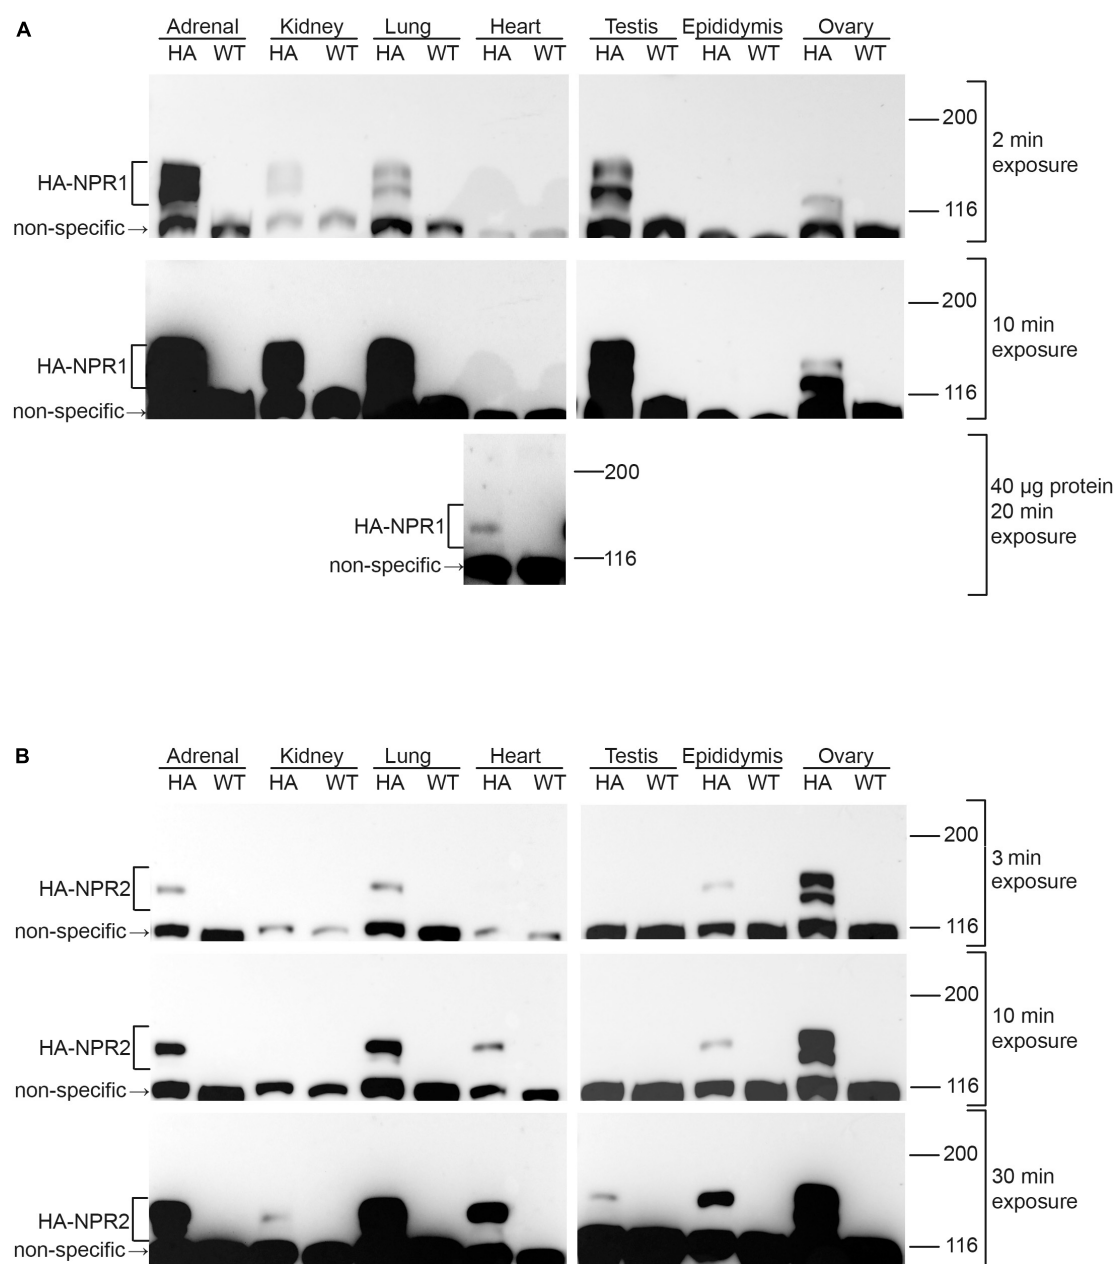 A
Adrenal Kidney Lung Heart Testis Epididymis Ovary
HA WT HA WT HA WT HA WT HA WT HA WT HA WT
200
2 min
exposure
HA-NPR1
116
non-specific→
200
10 min
exposure
HA-NPR1
116
non-specific→
200
40 µg protein
20 min
exposure
HA-NPR1
116
non-specific→
B
Adrenal Kidney Lung Heart Testis Epididymis Ovary
HA WT HA WT HA WT HA WT HA WT HA WT HA WT
200
3 min
exposure
HA-NPR2
116
non-specific→
200
10 min
exposure
HA-NPR2
116
non-specific→
200
30 min
exposure
HA-NPR2
116
non-specific→